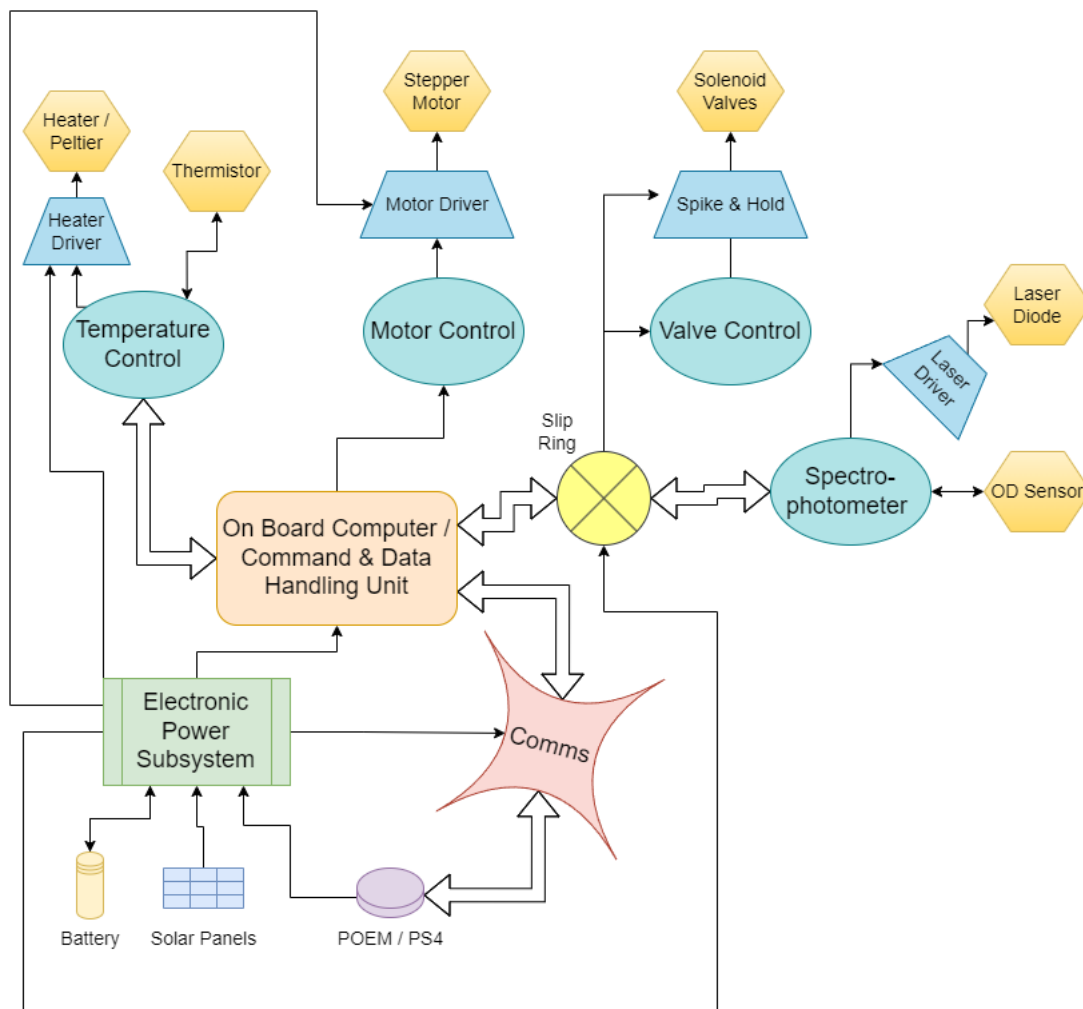 Stepper
Motor
Solenoid
Valves
Heater /
Peltier
Thermistor
Motor Driver
Spike & Hold
Heater
Driver
Laser
Diode
Temperature
Control
Motor Control
Valve Control
Laser
Driver
Slip
Ring
Spectro-
photometer
OD Sensor
On Board Computer /
Command & Data
Handling Unit
Electronic
Power
Subsystem
Comms
Battery
Solar Panels
POEM / PS4